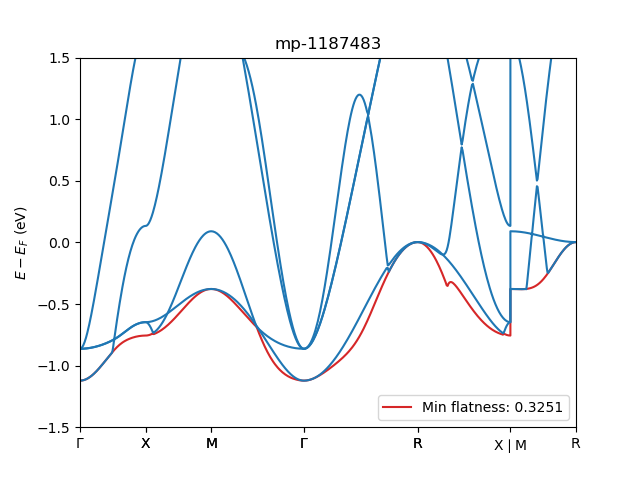 mp-1187483
E − E_F (eV)
1.5
1.0
0.5
0.0
−0.5
−1.0
−1.5
Min flatness: 0.3251
Γ X M Γ R X | M R